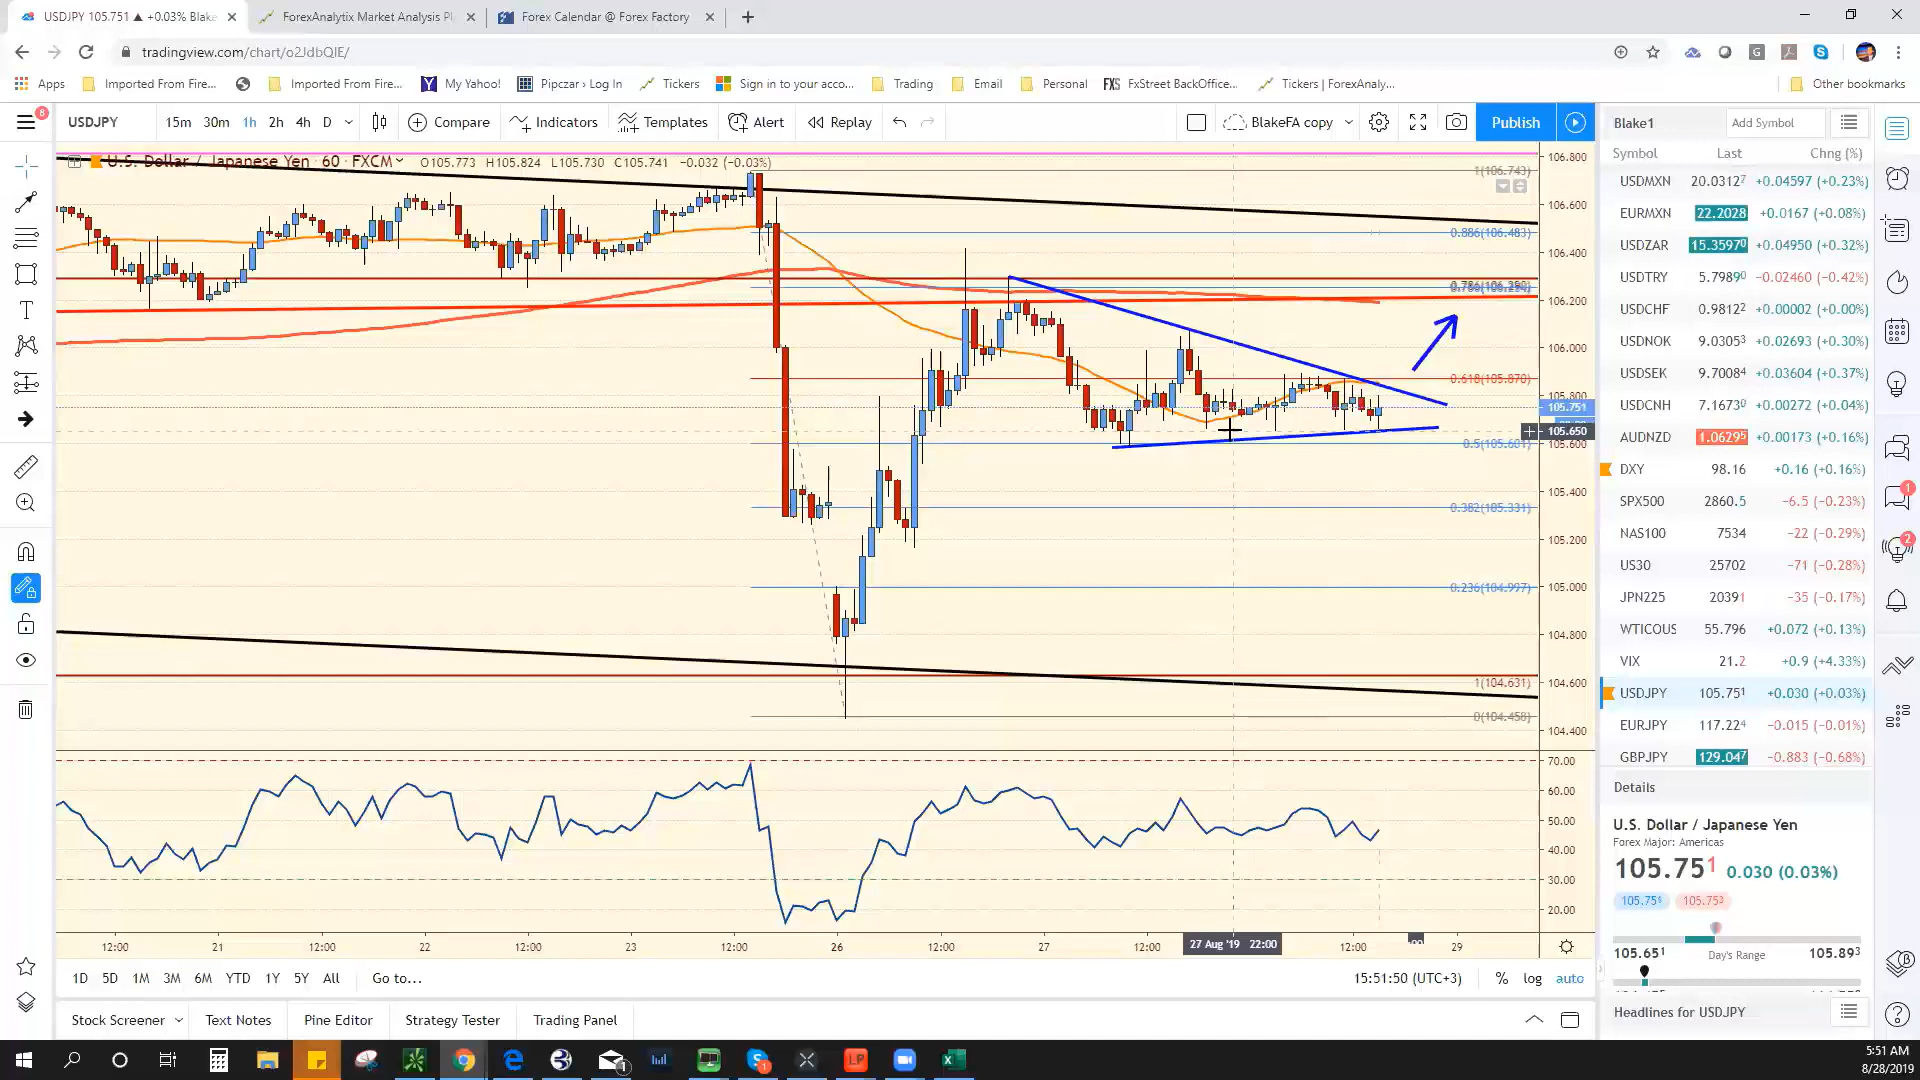 USDJPY 105.751 ▲ +0.03% Blake
ForexAnalytix Market Analysis Pl
Forex Calendar @ Forex Factory
tradingview.com/chart/o2JdbQIE/
Apps
Imported From Fire...
Imported From Fire...
My Yahoo!
Pipczar › Log In
Tickers
Sign in to your acco...
Trading
Email
Personal
FXS FxStreet BackOffice...
Tickers | ForexAnaly...
Other bookmarks
8
USDJPY
15m 30m 1h 2h 4h D
Compare
Indicators
Templates
Alert
Replay
BlakeFA copy
Publish
U.S. Dollar / Japanese Yen · 60 · FXCM
O105.773 H105.824 L105.730 C105.741 −0.032 (−0.03%)
1(106.743)
0.886(106.483)
0.618(105.870)
0.5(105.601)
0.382(105.331)
0.236(104.997)
1(104.631)
0(104.458)
106.800
106.600
106.400
106.200
106.000
105.800
105.751
105.650
105.600
105.400
105.200
105.000
104.800
104.600
104.400
70.00
60.00
50.00
40.00
30.00
20.00
12:00 21 12:00 22 12:00 23 12:00 26 12:00 27 12:00 27 Aug '19 22:00 12:00 29
1D 5D 1M 3M 6M YTD 1Y 5Y All Go to...
15:51:50 (UTC+3) % log auto
Stock Screener Text Notes Pine Editor Strategy Tester Trading Panel
Blake1 Add Symbol
Symbol Last Chng (%)
USDMXN 20.03127 +0.04597 (+0.23%)
EURMXN 22.2028 +0.0167 (+0.08%)
USDZAR 15.35970 +0.04950 (+0.32%)
USDTRY 5.79890 −0.02460 (−0.42%)
USDCHF 0.98122 +0.00002 (+0.00%)
USDNOK 9.03053 +0.02693 (+0.30%)
USDSEK 9.70084 +0.03604 (+0.37%)
USDCNH 7.16730 +0.00272 (+0.04%)
AUDNZD 1.06295 +0.00173 (+0.16%)
DXY 98.16 +0.16 (+0.16%)
SPX500 2860.5 −6.5 (−0.23%)
NAS100 7534 −22 (−0.29%)
US30 25702 −71 (−0.28%)
JPN225 20391 −35 (−0.17%)
WTICOUS 55.796 +0.072 (+0.13%)
VIX 21.2 +0.9 (+4.33%)
USDJPY 105.751 +0.030 (+0.03%)
EURJPY 117.224 −0.015 (−0.01%)
GBPJPY 129.047 −0.883 (−0.68%)
Details
U.S. Dollar / Japanese Yen
Forex Major: Americas
105.751 0.030 (0.03%)
105.756 105.753
105.651 Day's Range 105.893
Headlines for USDJPY
1
2
5:51 AM
8/28/2019